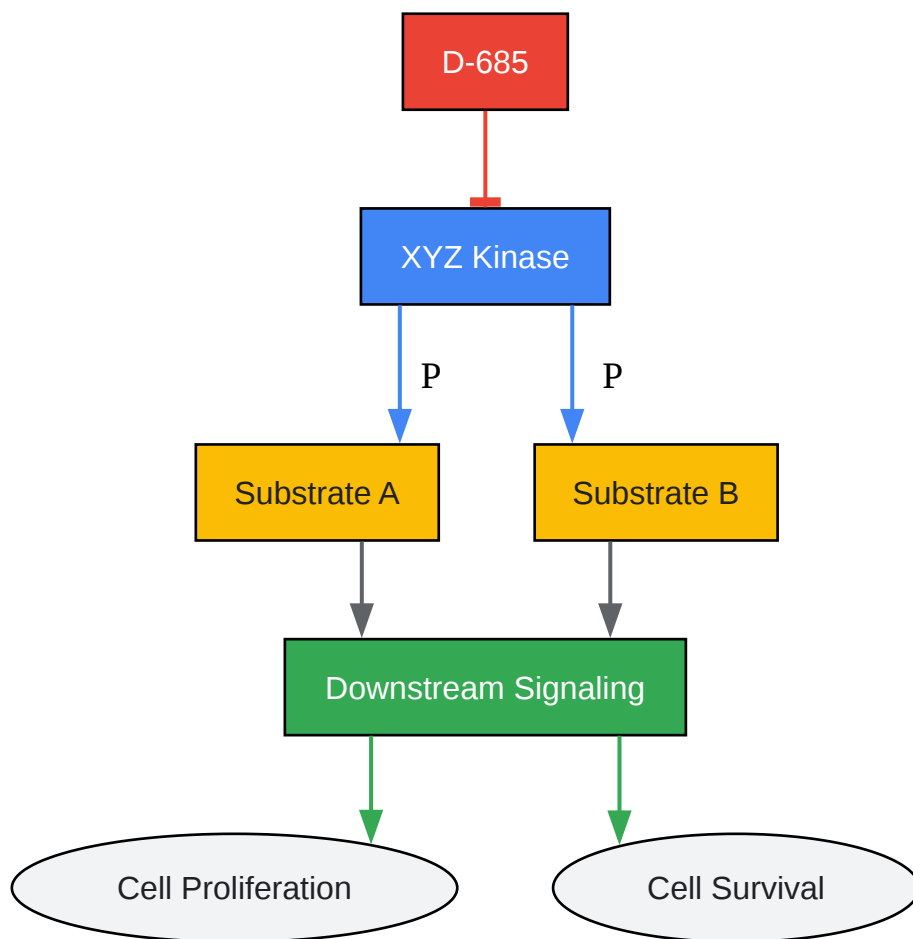 D-685
XYZ Kinase
P
P
Substrate A
Substrate B
Downstream Signaling
Cell Proliferation
Cell Survival